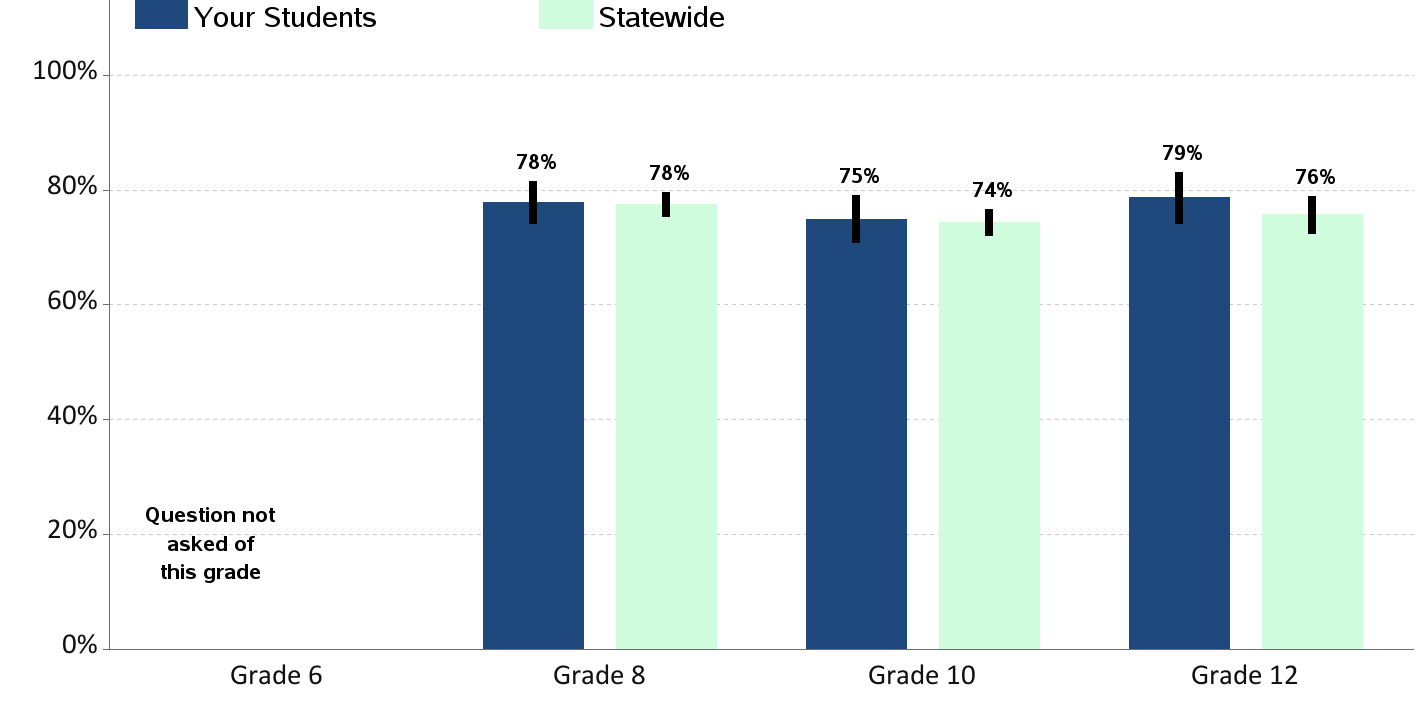 Your Students Statewide
100%
80%
60%
40%
20%
0%
78% 78% 75% 74% 79% 76%
Question not
asked of
this grade
Grade 6 Grade 8 Grade 10 Grade 12